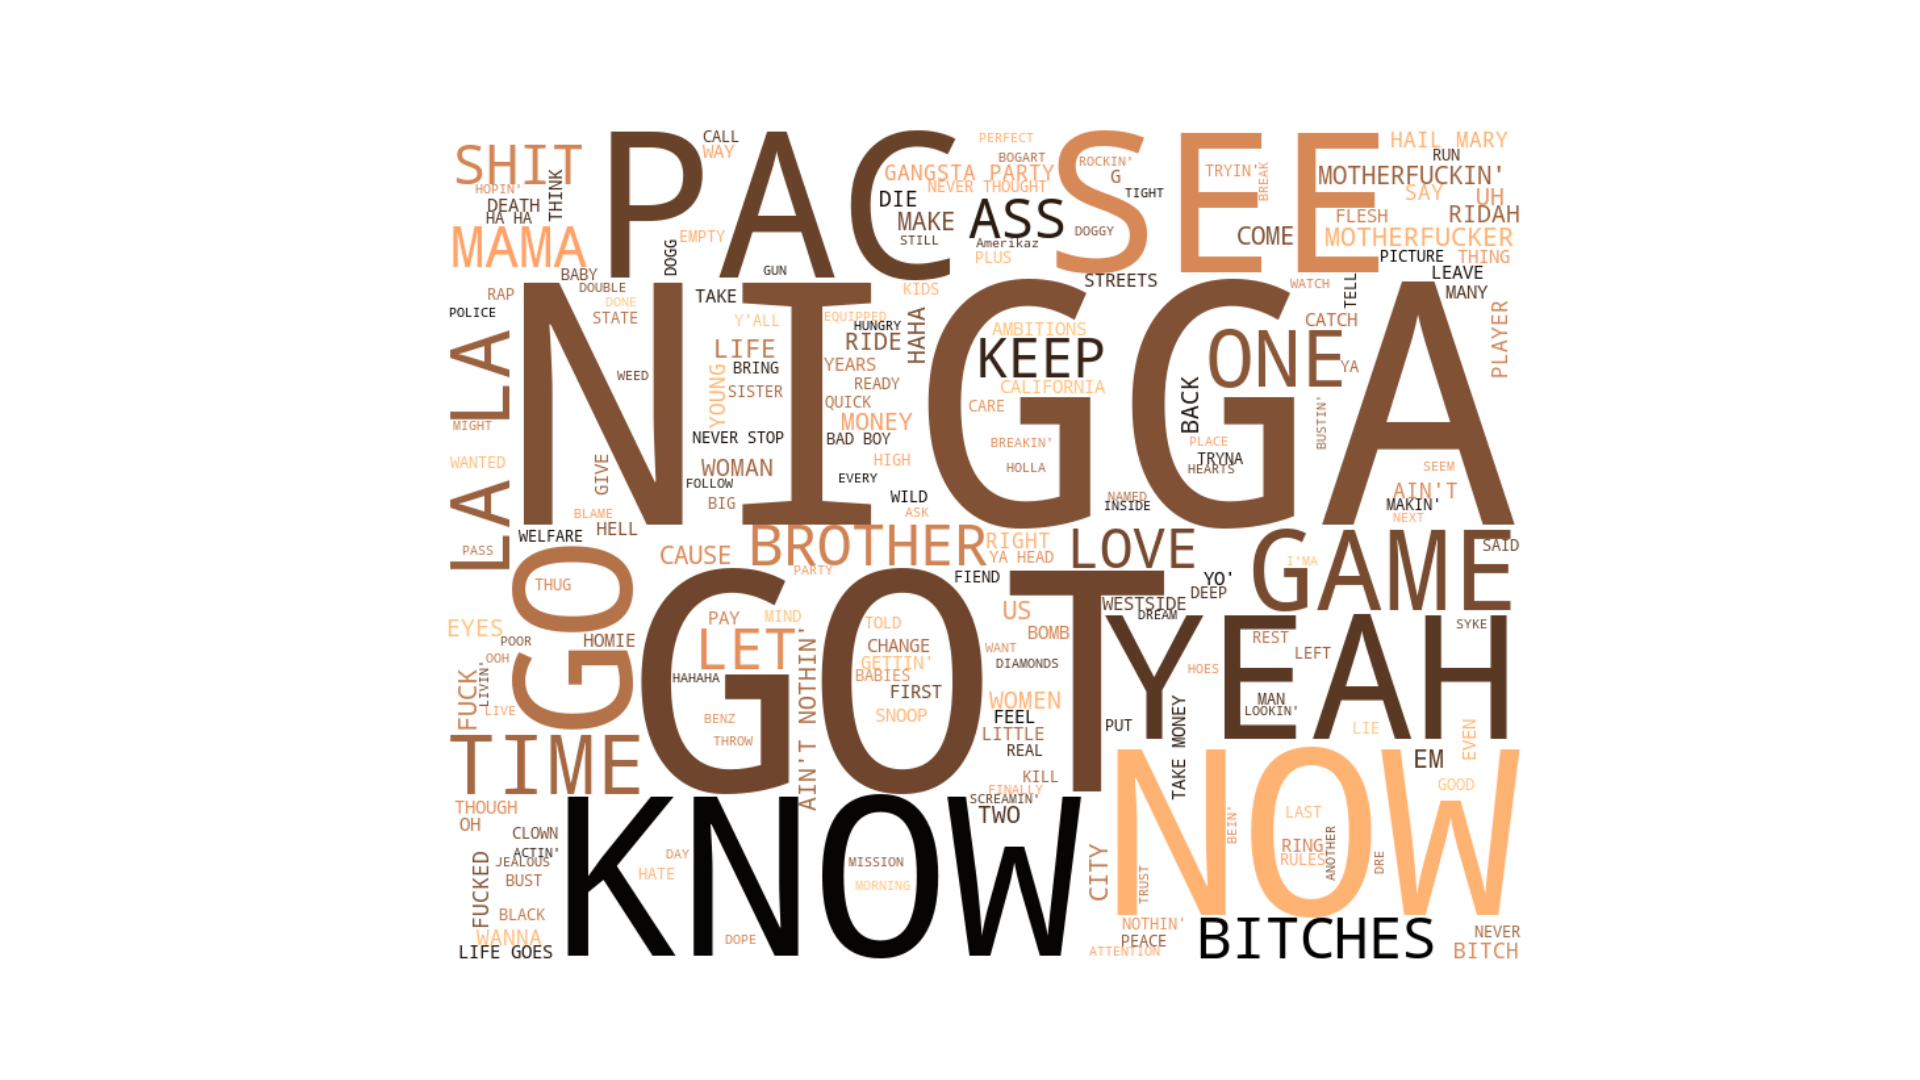 SHIT
PAC
SEE
CALL
WAY
PERFECT
BOGART
ROCKIN'
HAIL MARY
RUN
GANGSTA PARTY
G
TRYIN'
BREAK
MOTHERFUCKIN'
HOPIN'
THINK
NEVER THOUGHT
TIGHT
SAY
UH
DEATH
DIE
HA HA
MAKE
ASS
FLESH
RIDAH
MAMA
EMPTY
DOGG
STILL
Amerikaz
DOGGY
COME
MOTHERFUCKER
PLUS
PICTURE
THING
BABY
GUN
STREETS
LEAVE
DOUBLE
KIDS
WATCH
TELL
MANY
RAP
DONE
TAKE
NIGGA
POLICE
STATE
Y'ALL
EQUIPPED
HUNGRY
HAHA
AMBITIONS
CATCH
PLAYER
LA LA
LIFE
RIDE
KEEP
ONE
WEED
BRING
YEARS
YA
YOUNG
SISTER
READY
CALIFORNIA
BACK
QUICK
CARE
MIGHT
MONEY
BUSTIN'
NEVER STOP
BAD BOY
BREAKIN'
PLACE
WANTED
GIVE
WOMAN
HIGH
HOLLA
TRYNA
HEARTS
SEEM
FOLLOW
EVERY
AIN'T
BIG
WILD
NAMED
INSIDE
MAKIN'
BLAME
ASK
NEXT
HELL
WELFARE
BROTHER
RIGHT
LOVE
GAME
SAID
PASS
CAUSE
YA HEAD
I'MA
PARTY
FIEND
YO'
GO
THUG
GOT
DEEP
WESTSIDE
DREAM
PAY
MIND
US
EYES
TOLD
YEAH
SYKE
POOR
HOMIE
LET
CHANGE
BOMB
REST
OOH
WANT
LEFT
GETTIN'
DIAMONDS
LIVIN'
HAHAHA
BABIES
HOES
FUCK
FIRST
WOMEN
MAN
LIVE
BENZ
SNOOP
FEEL
LOOKIN'
AIN'T NOTHIN'
LITTLE
PUT
LIE
TIME
THROW
REAL
TAKE MONEY
EVEN
NOW
EM
KILL
GOOD
FINALLY
KNOW
SCREAMIN'
THOUGH
TWO
LAST
OH
CLOWN
BEIN'
ANOTHER
ACTIN'
DAY
RING
JEALOUS
MISSION
CITY
RULES
DRE
FUCKED
BUST
HATE
MORNING
TRUST
BLACK
NOTHIN'
BITCHES
WANNA
DOPE
PEACE
NEVER
LIFE GOES
ATTENTION
BITCH